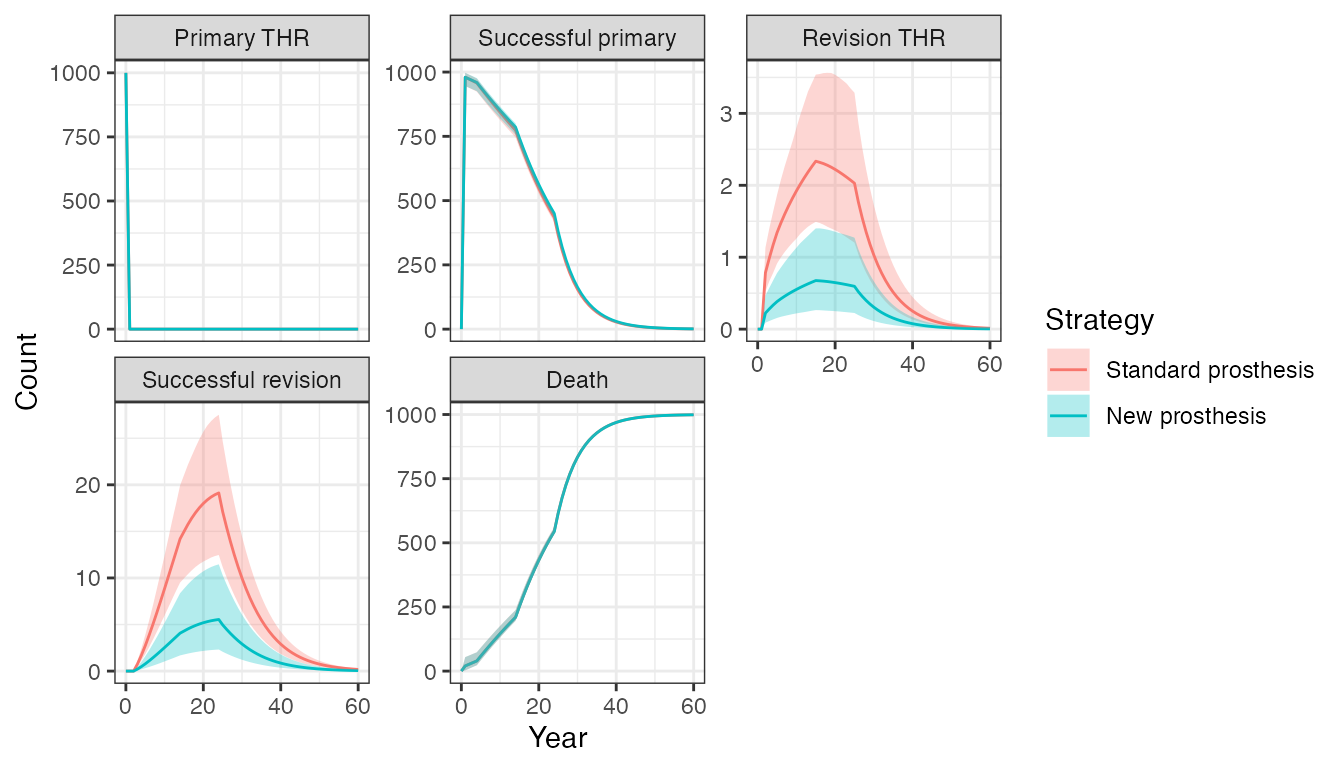 Primary THR
Successful primary
Revision THR
1000
750
500
250
0
1000
750
500
250
0
3
2
1
0
0 20 40 60
Count
Successful revision
Death
20
10
0
0 20 40 60
1000
750
500
250
0
0 20 40 60
Year
Strategy
Standard prosthesis
New prosthesis